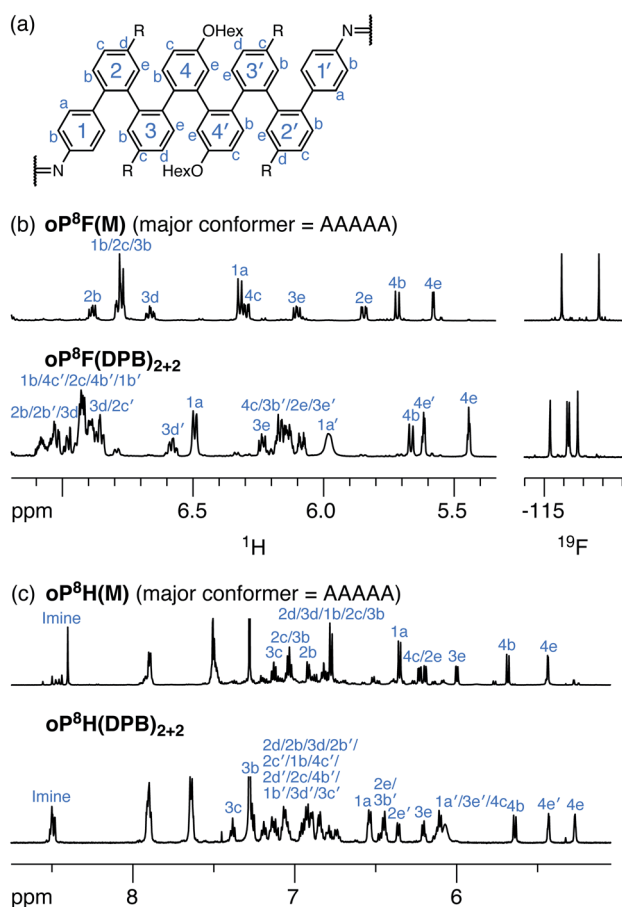 (a)
R OHex R N
c d c d c b
2 4 3′ 1′
b e b e e b a
a
1 b 3 e e 4′ b e 2′ b
b c d c d c
N R HexO R
(b) oP⁸F(M) (major conformer = AAAAA)
1b/2c/3b
2b 3d 1a 4c 3e 2e 4b 4e
oP⁸F(DPB)₂₊₂
1b/4c′/2c/4b′/1b′
2b/2b′/3d 3d/2c′ 3d′ 1a 3e 4c/3b′/2e/3e′ 1a′ 4b 4e′ 4e
ppm 6.5 6.0 5.5 -115
¹H ¹⁹F
(c) oP⁸H(M) (major conformer = AAAAA)
Imine 3c 2c/3b 2b 2d/3d/1b/2c/3b 1a 4c/2e 3e 4b 4e
oP⁸H(DPB)₂₊₂
Imine 3c 3b 2d/2b/3d/2b′/
2c′/1b/4c′/
2d′/2c/4b′/
1b′/3d′/3c′
1a 2e/
3b′
2e′ 3e 1a′/3e′/4c 4b 4e′ 4e
ppm 8 7 6